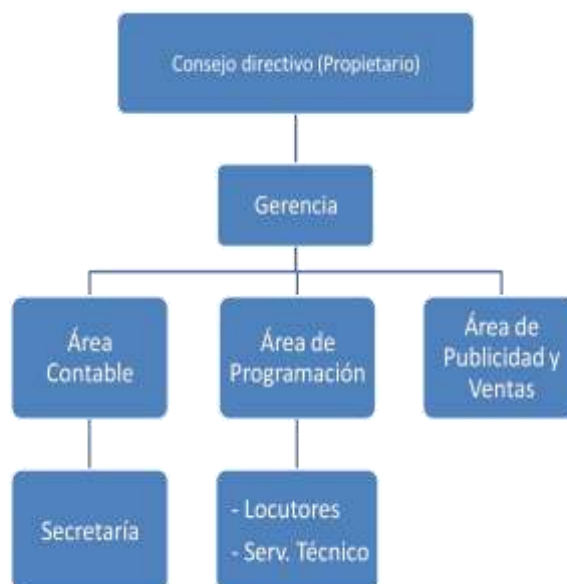 Consejo directivo (Propietario)
Gerencia
Área
Contable
Área de
Programación
Área de
Publicidad y
Ventas
Secretaría
- Locutores
- Serv. Técnico